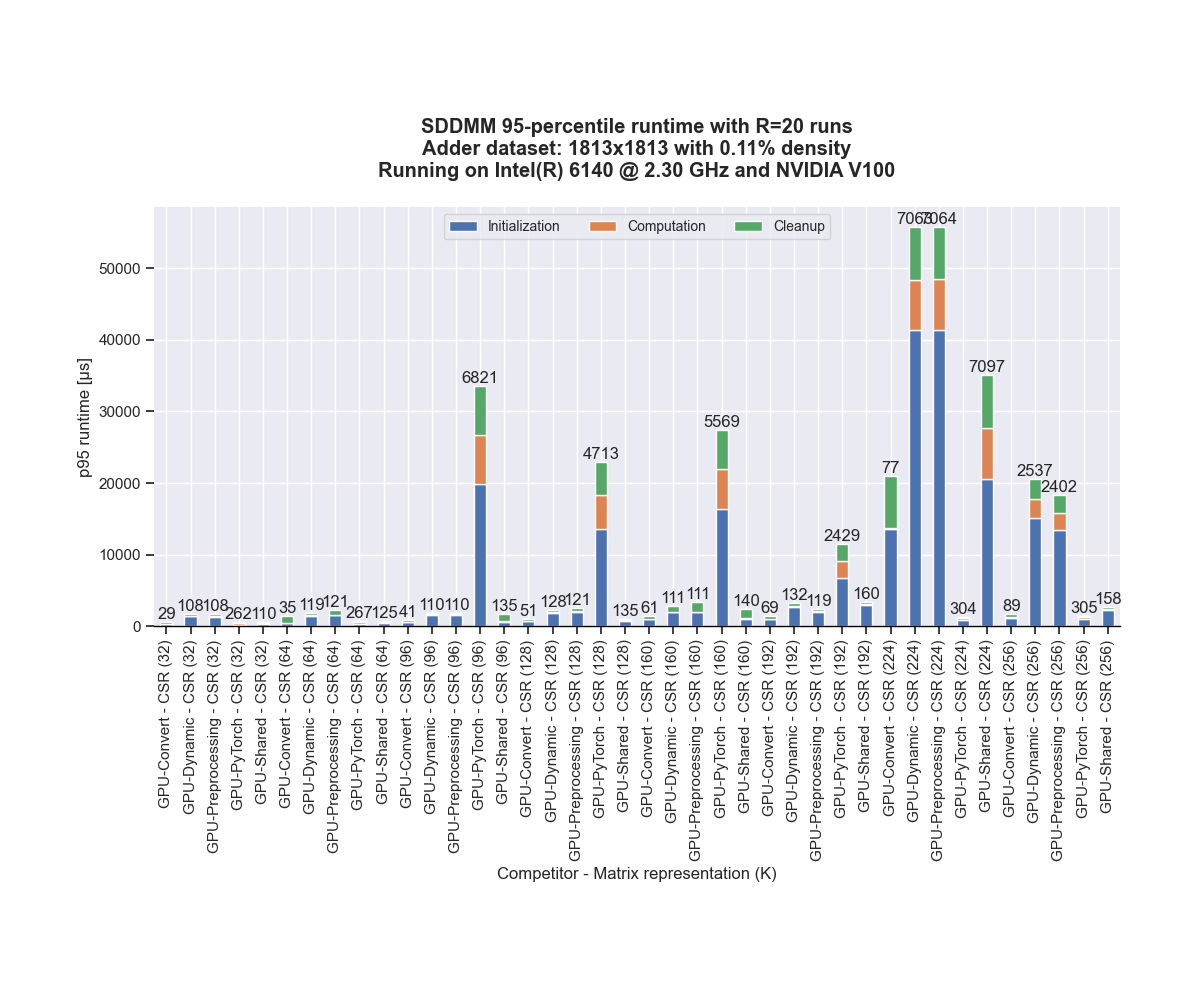 SDDMM 95-percentile runtime with R=20 runs
Adder dataset: 1813x1813 with 0.11% density
Running on Intel(R) 6140 @ 2.30 GHz and NVIDIA V100
Initialization
Computation
Cleanup
p95 runtime [µs]
50000
40000
30000
20000
10000
0
29
108
108
262
110
35
119
121
267
125
41
110
110
6821
135
51
128
121
4713
135
61
111
111
5569
140
69
132
119
2429
160
77
7063
7064
304
7097
89
2537
2402
305
158
GPU-Convert - CSR (32)
GPU-Dynamic - CSR (32)
GPU-Preprocessing - CSR (32)
GPU-PyTorch - CSR (32)
GPU-Shared - CSR (32)
GPU-Convert - CSR (64)
GPU-Dynamic - CSR (64)
GPU-Preprocessing - CSR (64)
GPU-PyTorch - CSR (64)
GPU-Shared - CSR (64)
GPU-Convert - CSR (96)
GPU-Dynamic - CSR (96)
GPU-Preprocessing - CSR (96)
GPU-PyTorch - CSR (96)
GPU-Shared - CSR (96)
GPU-Convert - CSR (128)
GPU-Dynamic - CSR (128)
GPU-Preprocessing - CSR (128)
GPU-PyTorch - CSR (128)
GPU-Shared - CSR (128)
GPU-Convert - CSR (160)
GPU-Dynamic - CSR (160)
GPU-Preprocessing - CSR (160)
GPU-PyTorch - CSR (160)
GPU-Shared - CSR (160)
GPU-Convert - CSR (192)
GPU-Dynamic - CSR (192)
GPU-Preprocessing - CSR (192)
GPU-PyTorch - CSR (192)
GPU-Shared - CSR (192)
GPU-Convert - CSR (224)
GPU-Dynamic - CSR (224)
GPU-Preprocessing - CSR (224)
GPU-PyTorch - CSR (224)
GPU-Shared - CSR (224)
GPU-Convert - CSR (256)
GPU-Dynamic - CSR (256)
GPU-Preprocessing - CSR (256)
GPU-PyTorch - CSR (256)
GPU-Shared - CSR (256)
Competitor - Matrix representation (K)